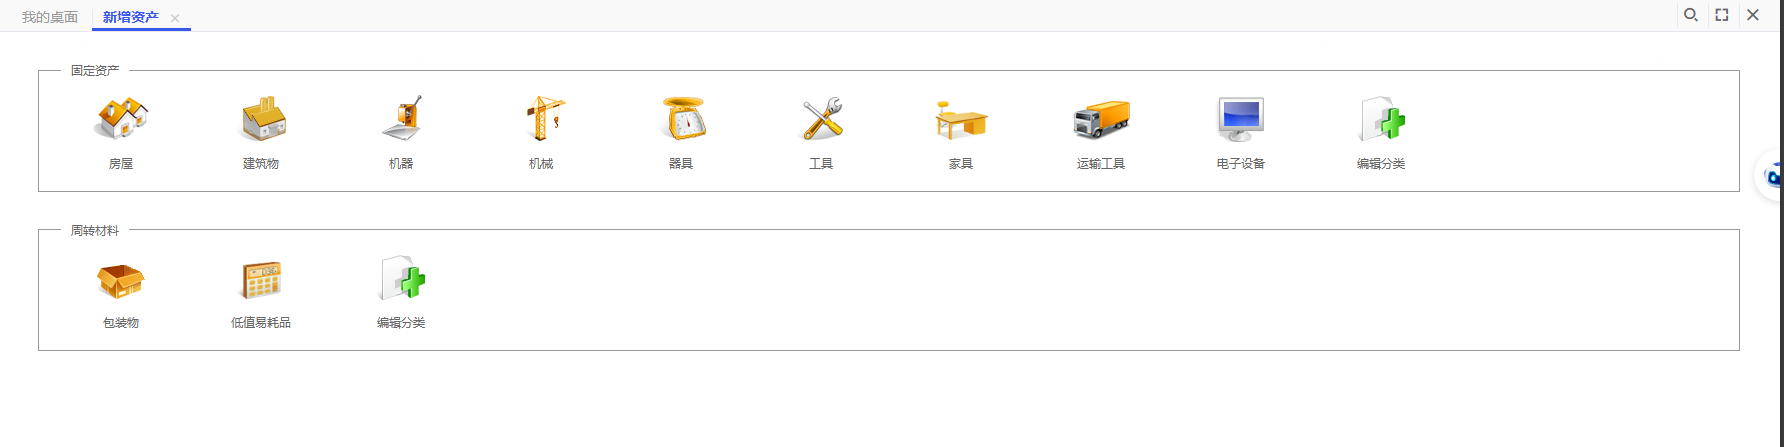 我的桌面 新增资产
固定资产
房屋 建筑物 机器 机械 器具 工具 家具 运输工具 电子设备 编辑分类
周转材料
包装物 低值易耗品 编辑分类